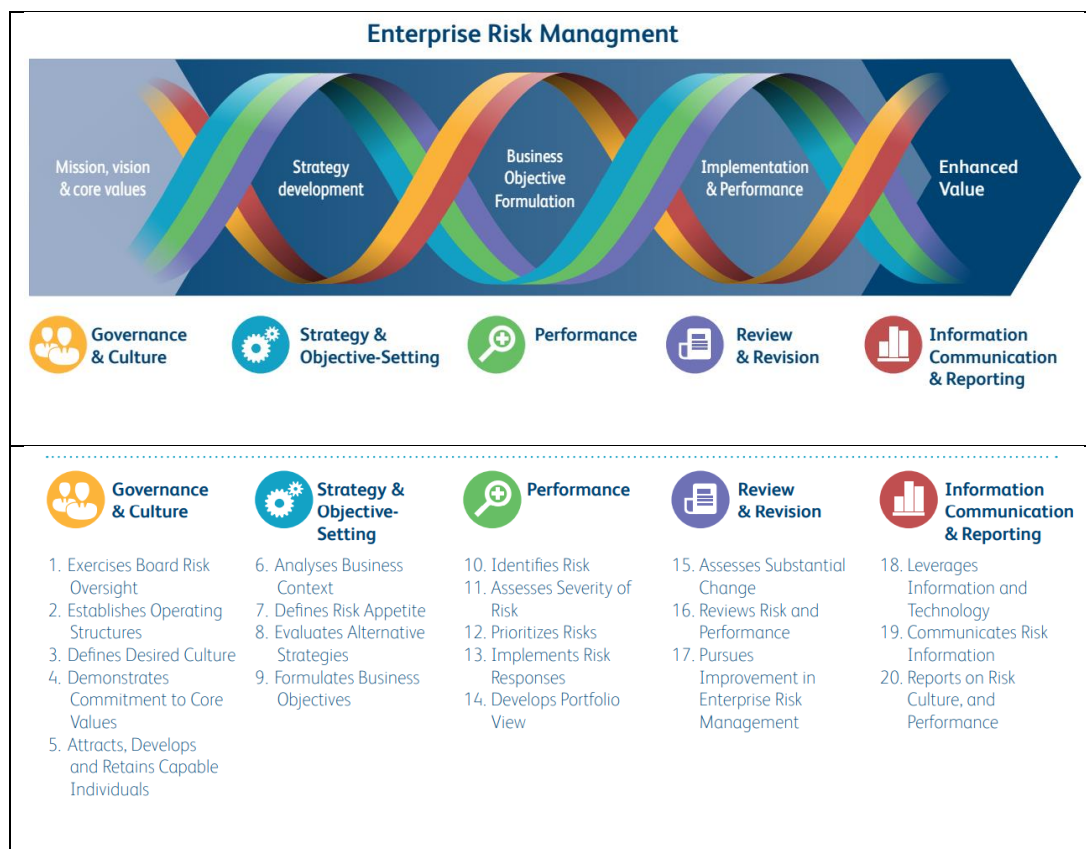 Enterprise Risk Managment
Mission, vision
& core values
Strategy
development
Business
Objective
Formulation
Implementation
& Performance
Enhanced
Value
Governance
& Culture
Strategy &
Objective-Setting
Performance
Review
& Revision
Information
Communication
& Reporting
Governance
& Culture
1. Exercises Board Risk
Oversight
2. Establishes Operating
Structures
3. Defines Desired Culture
4. Demonstrates
Commitment to Core
Values
5. Attracts, Develops
and Retains Capable
Individuals
Strategy &
Objective-
Setting
6. Analyses Business
Context
7. Defines Risk Appetite
8. Evaluates Alternative
Strategies
9. Formulates Business
Objectives
Performance
10. Identifies Risk
11. Assesses Severity of
Risk
12. Prioritizes Risks
13. Implements Risk
Responses
14. Develops Portfolio
View
Review
& Revision
15. Assesses Substantial
Change
16. Reviews Risk and
Performance
17. Pursues
Improvement in
Enterprise Risk
Management
Information
Communication
& Reporting
18. Leverages
Information and
Technology
19. Communicates Risk
Information
20. Reports on Risk
Culture, and
Performance